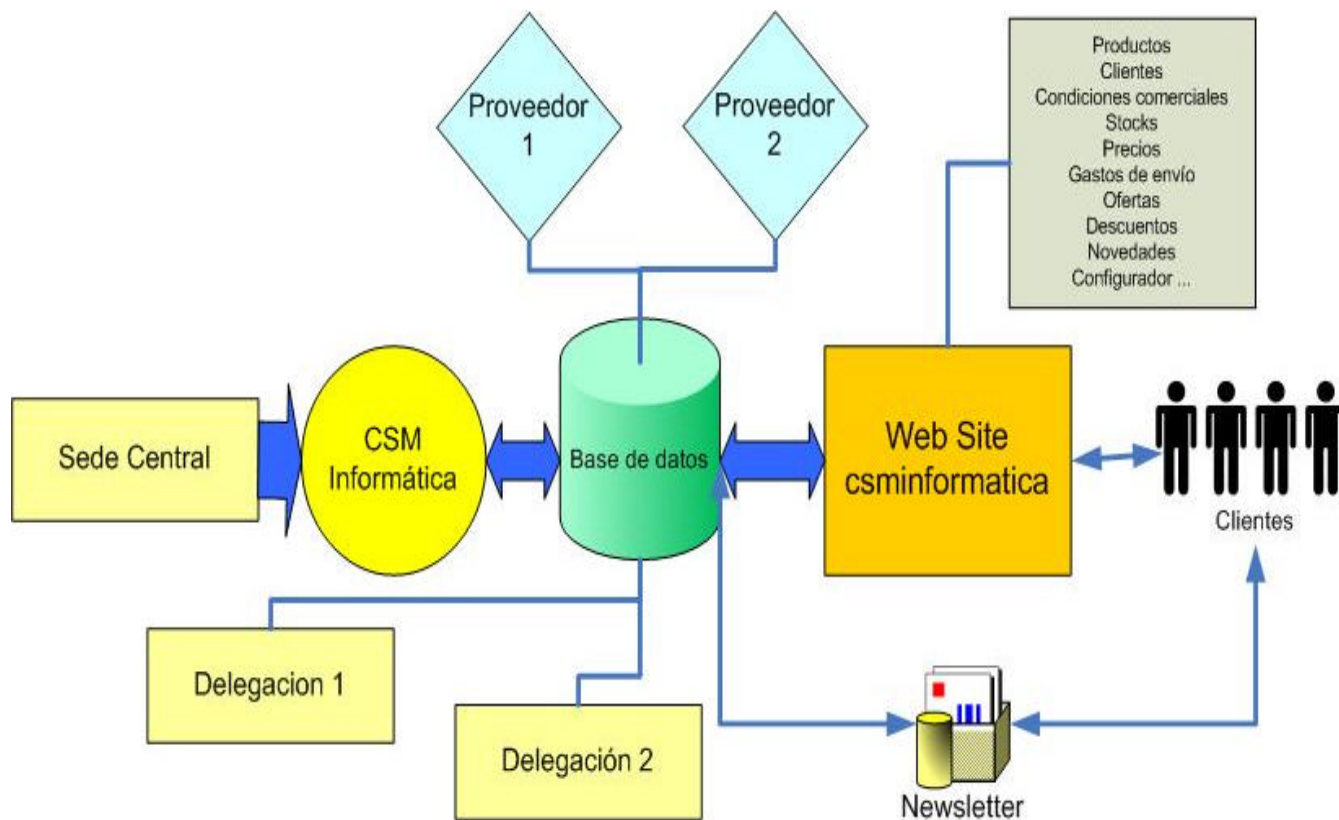 Proveedor
1
Proveedor
2
Productos
Clientes
Condiciones comerciales
Stocks
Precios
Gastos de envío
Ofertas
Descuentos
Novedades
Configurador ...
Sede Central
CSM
Informática
Base de datos
Web Site
csminformatica
Clientes
Delegacion 1
Delegación 2
Newsletter